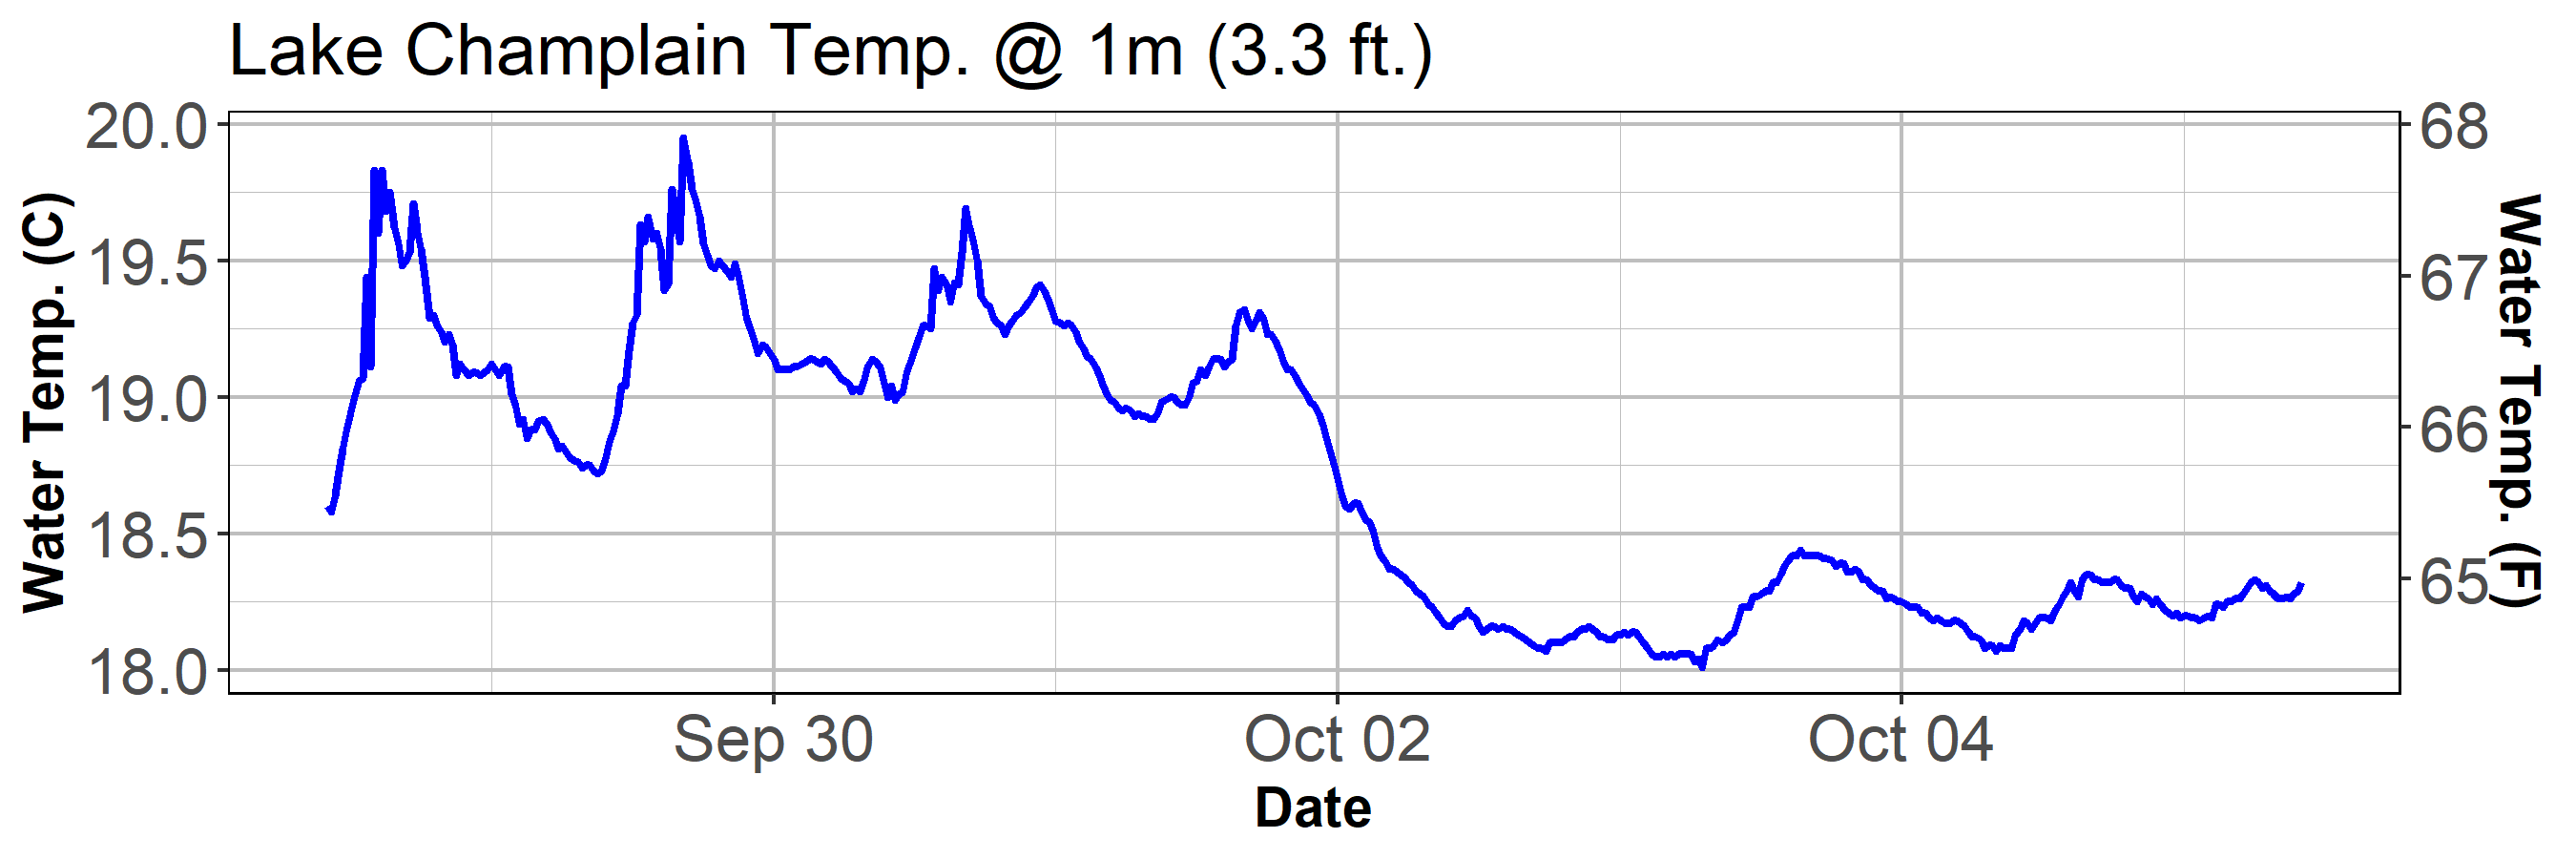 Lake Champlain Temp. @ 1m (3.3 ft.)
Water Temp. (C)
20.0
19.5
19.0
18.5
18.0
68
67
66
65
Water Temp. (F)
Sep 30
Oct 02
Oct 04
Date